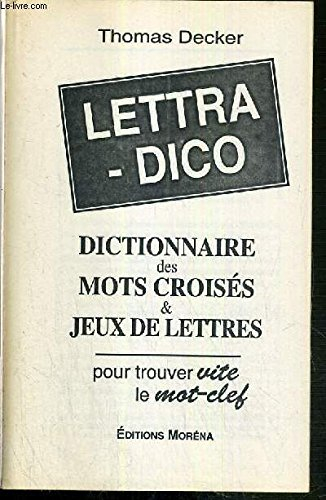 Le-livre.com
Thomas Decker
LETTRA
- DICO
DICTIONNAIRE
des
MOTS CROISÉS
&
JEUX DE LETTRES
pour trouver vite
le mot-clef
ÉDITIONS MORÉNA